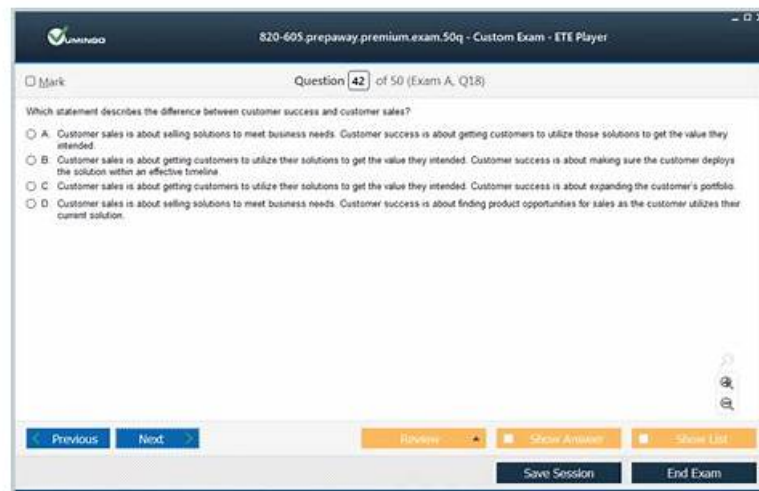 VUMINGO
820-605.prepaway.premium.exam.50q - Custom Exam - ETE Player
Mark
Question 42 of 50 (Exam A, Q18)
Which statement describes the difference between customer success and customer sales?
A. Customer sales is about selling solutions to meet business needs. Customer success is about getting customers to utilize those solutions to get the value they
intended.
B. Customer sales is about getting customers to utilize their solutions to get the value they intended. Customer success is about making sure the customer deploys
the solution within an effective timeline.
C. Customer sales is about getting customers to utilize their solutions to get the value they intended. Customer success is about expanding the customer's portfolio.
D. Customer sales is about selling solutions to meet business needs. Customer success is about finding product opportunities for sales as the customer utilizes their
current solution.
Previous
Next
Review
Show Answer
Show List
Save Session
End Exam